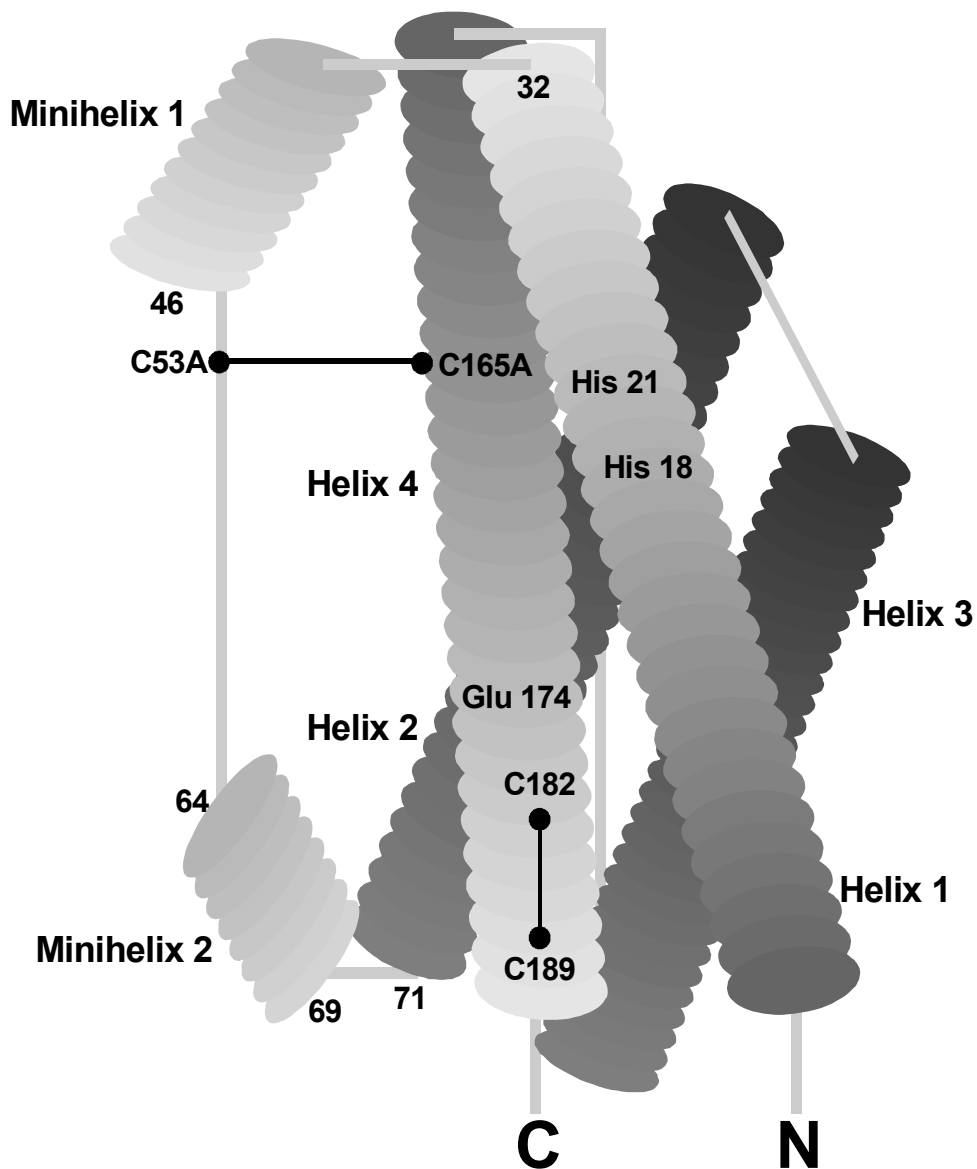 32
Minihelix 1
46
C53A
C165A
His 21
His 18
Helix 4
Helix 3
Glu 174
Helix 2
C182
64
Helix 1
Minihelix 2
C189
71
69
C
N